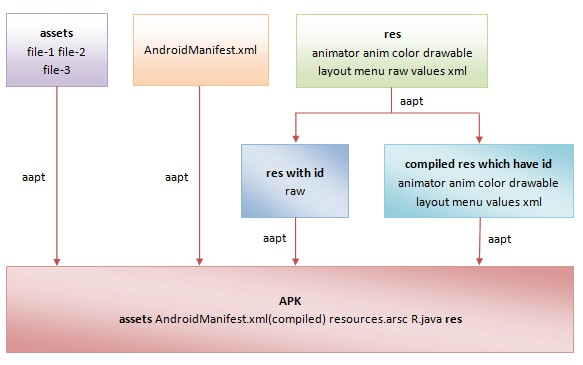 assets
file-1 file-2
file-3
AndroidManifest.xml
res
animator anim color drawable
layout menu raw values xml
aapt
res with id
raw
compiled res which have id
animator anim color drawable
layout menu values xml
aapt
aapt
aapt
aapt
APK
assets AndroidManifest.xml(compiled) resources.arsc R.java res